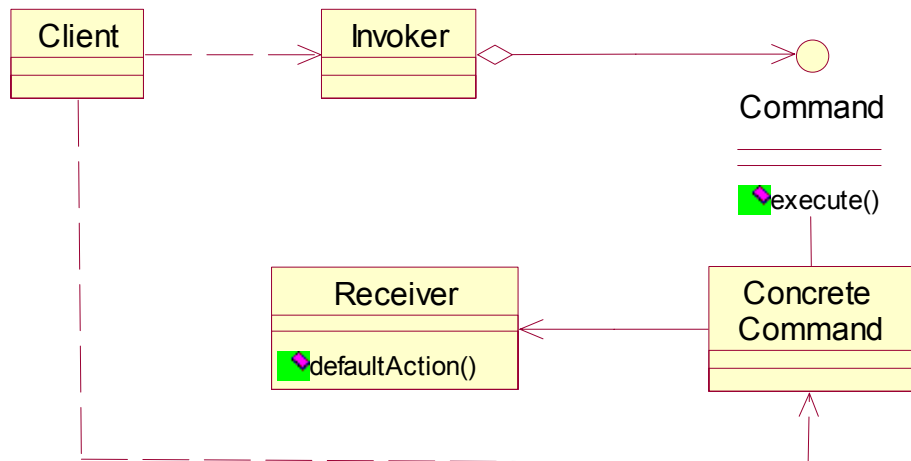 Client
Invoker
Command
execute()
Receiver
defaultAction()
Concrete
Command